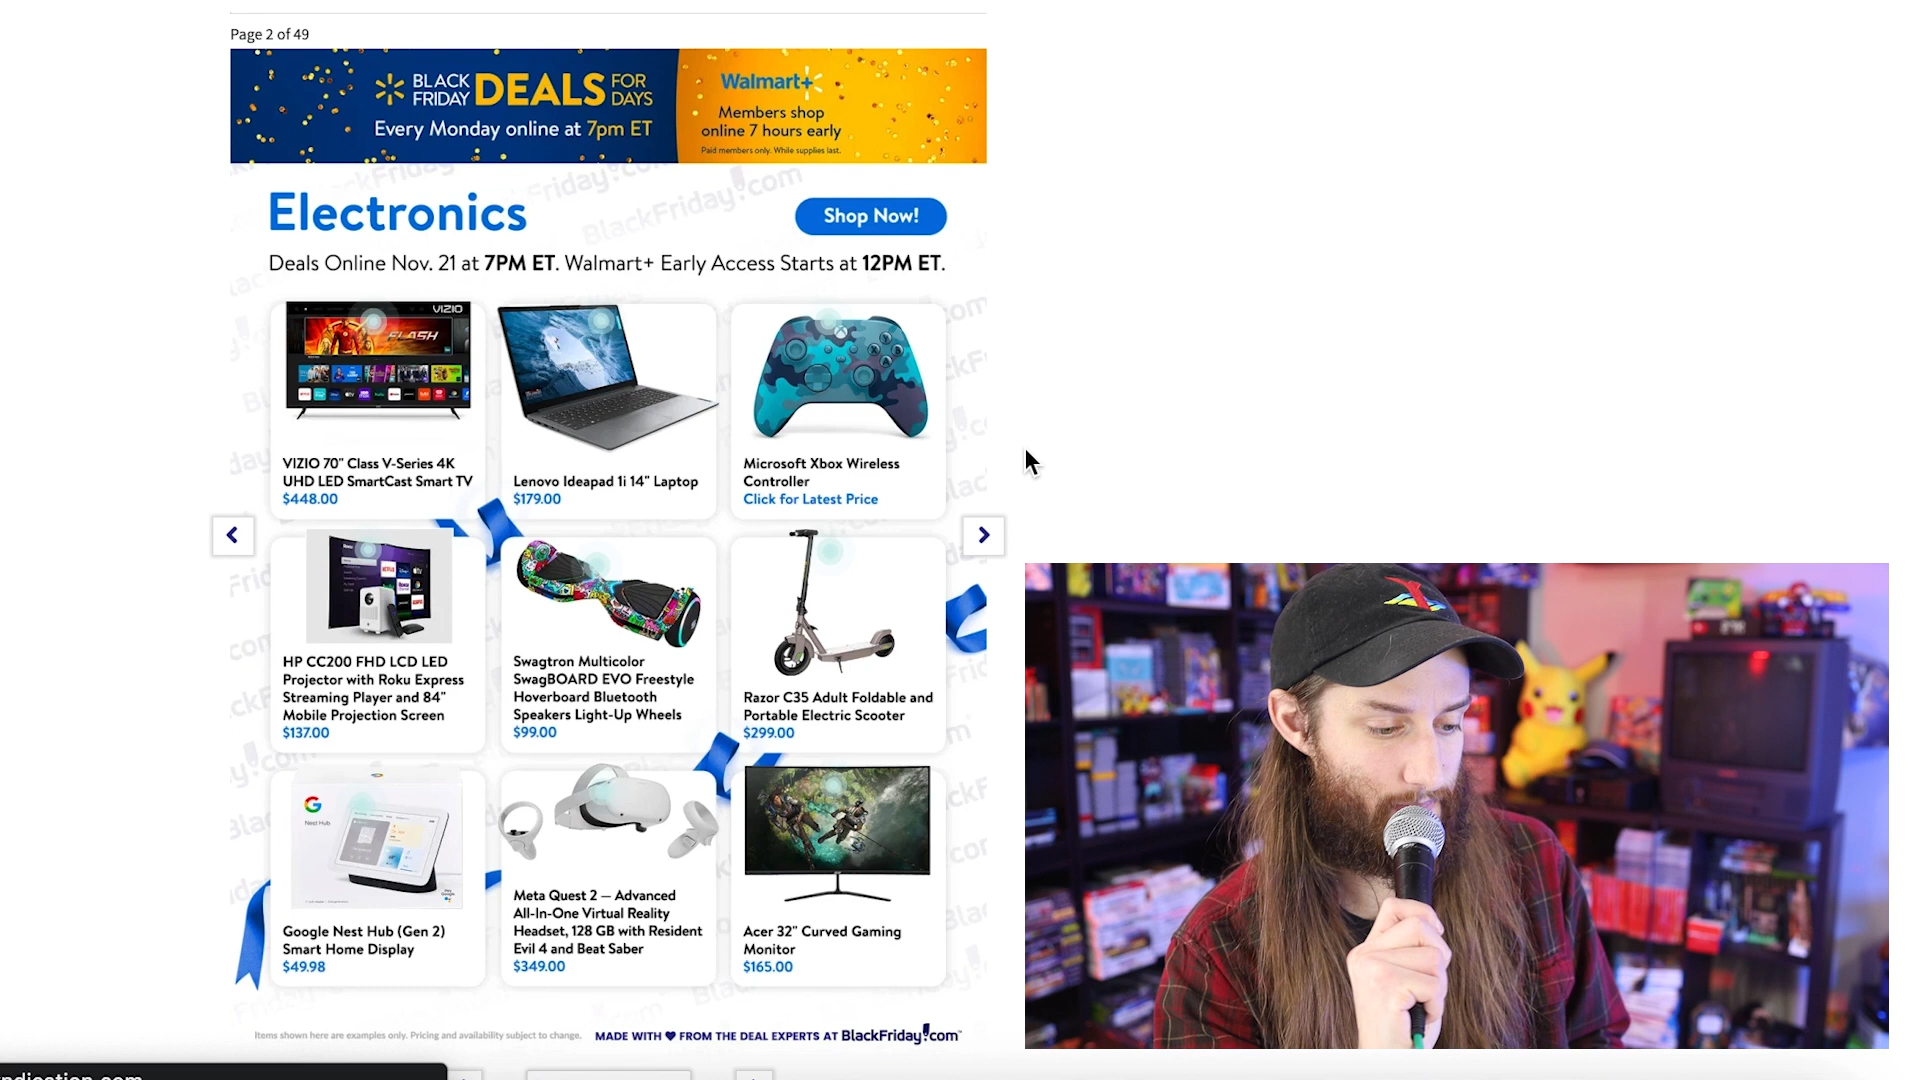 Page 2 of 49
BLACK FRIDAY DEALS FOR DAYS
Every Monday online at 7pm ET
Walmart+
Members shop
online 7 hours early
Paid members only. While supplies last.
Electronics
Shop Now!
Deals Online Nov. 21 at 7PM ET. Walmart+ Early Access Starts at 12PM ET.
VIZIO
FLASH
VIZIO 70" Class V-Series 4K
UHD LED SmartCast Smart TV
$448.00
Lenovo Ideapad 1i 14" Laptop
$179.00
Microsoft Xbox Wireless
Controller
Click for Latest Price
HP CC200 FHD LCD LED
Projector with Roku Express
Streaming Player and 84"
Mobile Projection Screen
$137.00
Swagtron Multicolor
SwagBOARD EVO Freestyle
Hoverboard Bluetooth
Speakers Light-Up Wheels
$99.00
Razor C35 Adult Foldable and
Portable Electric Scooter
$299.00
G
Nest Hub
Google Nest Hub (Gen 2)
Smart Home Display
$49.98
Meta Quest 2 — Advanced
All-In-One Virtual Reality
Headset, 128 GB with Resident
Evil 4 and Beat Saber
$349.00
Acer 32" Curved Gaming
Monitor
$165.00
Items shown here are examples only. Pricing and availability subject to change.
MADE WITH ♥ FROM THE DEAL EXPERTS AT BlackFriday.com